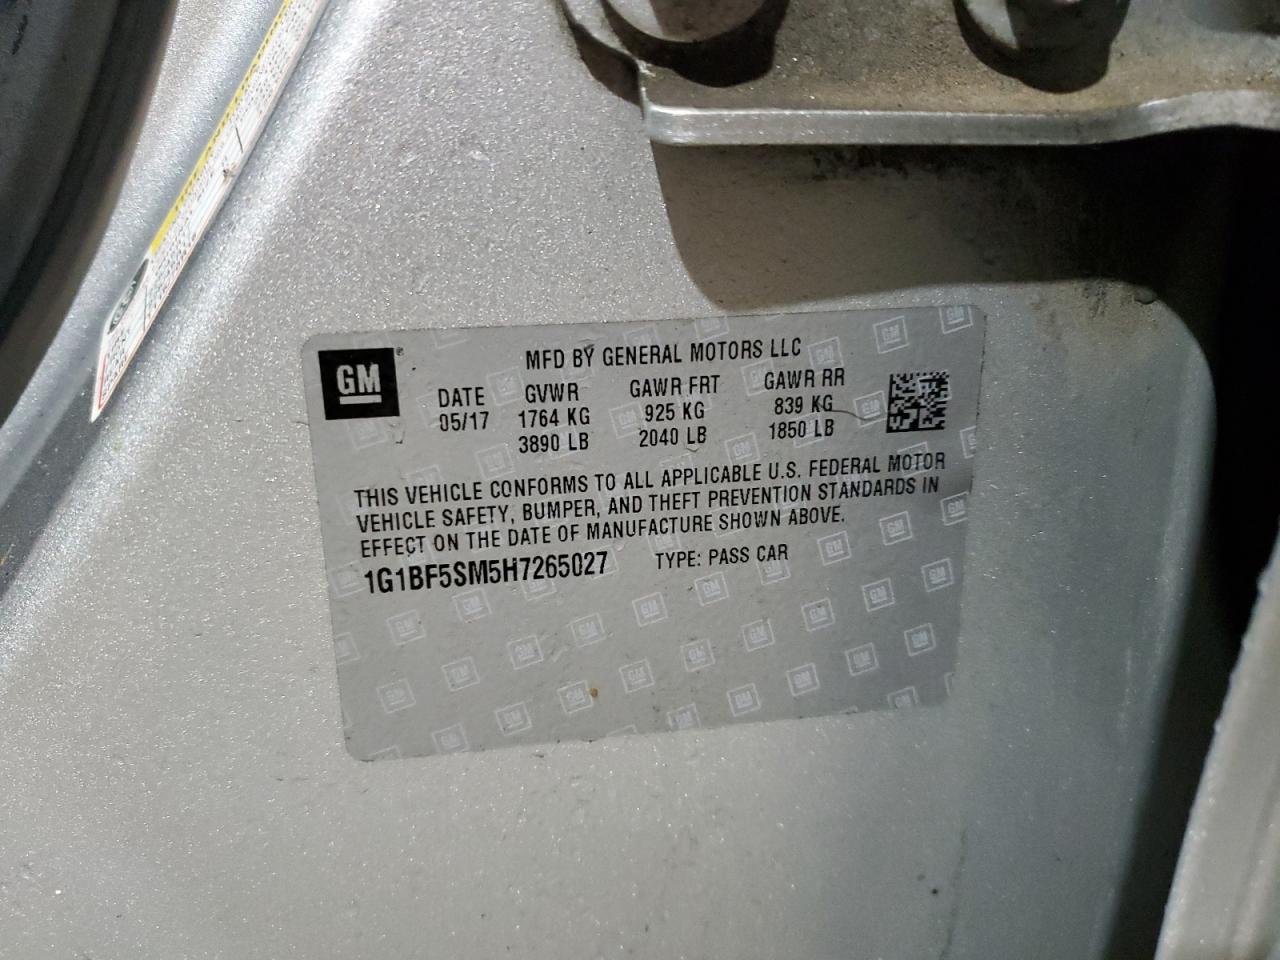 GM
MFD BY GENERAL MOTORS LLC
DATE GVWR GAWR FRT GAWR RR
05/17 1764 KG 925 KG 839 KG
3890 LB 2040 LB 1850 LB
THIS VEHICLE CONFORMS TO ALL APPLICABLE U.S. FEDERAL MOTOR
VEHICLE SAFETY, BUMPER, AND THEFT PREVENTION STANDARDS IN
EFFECT ON THE DATE OF MANUFACTURE SHOWN ABOVE.
1G1BF5SM5H7265027 TYPE: PASS CAR